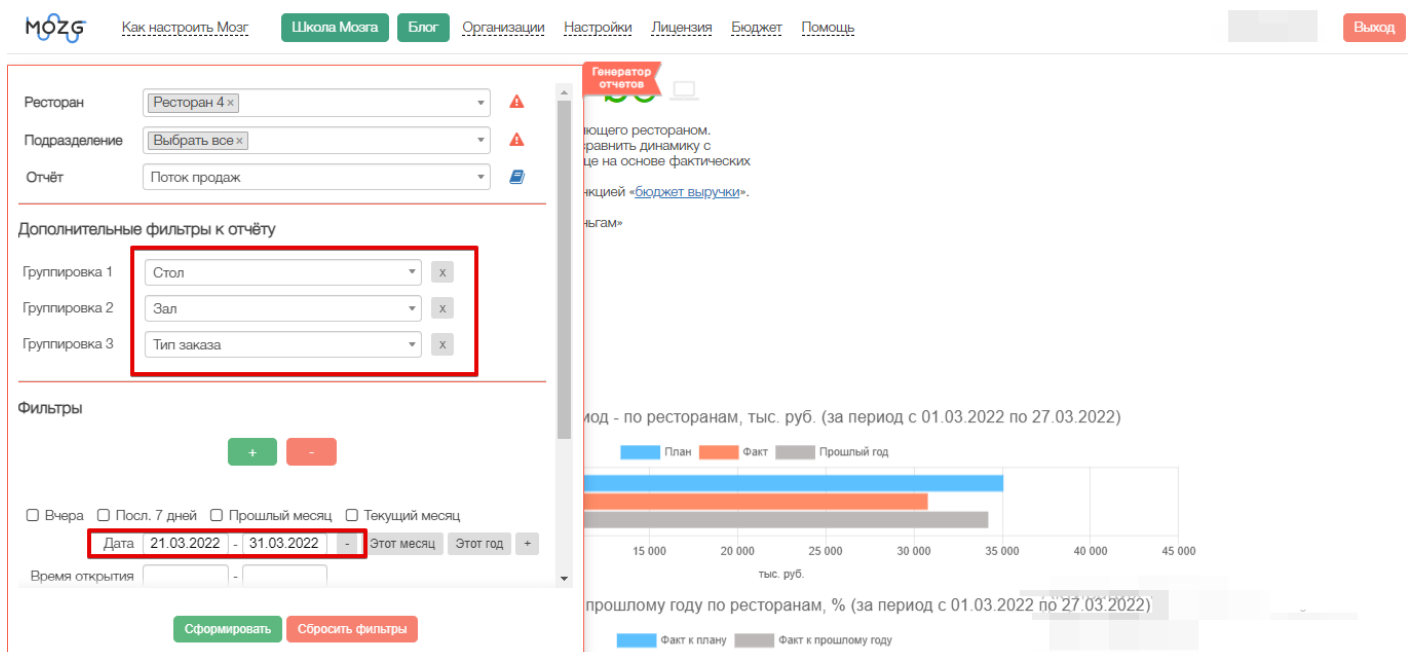 MOZG Как настроить Мозг Школа Мозга Блог Организации Настройки Лицензия Бюджет Помощь Выход
Генератор отчетов
Ресторан Ресторан 4 ×
Подразделение Выбрать все ×
Отчёт Поток продаж
ющего рестораном.
равнить динамику с
це на основе фактических
кцией «бюджет выручки».
ньгам»
Дополнительные фильтры к отчёту
Группировка 1 Стол x
Группировка 2 Зал x
Группировка 3 Тип заказа x
Фильтры
+ -
Вчера Посл. 7 дней Прошлый месяц Текущий месяц
Дата 21.03.2022 - 31.03.2022 - Этот месяц Этот год +
Время открытия -
Сформировать Сбросить фильтры
иод - по ресторанам, тыс. руб. (за период с 01.03.2022 по 27.03.2022)
План Факт Прошлый год
15 000 20 000 25 000 30 000 35 000 40 000 45 000
тыс. руб.
прошлому году по ресторанам, % (за период с 01.03.2022 по 27.03.2022)
Факт к плану Факт к прошлому году